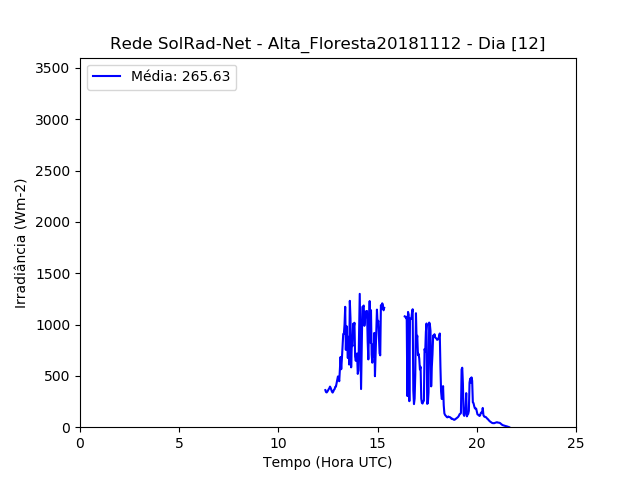 Rede SolRad-Net - Alta_Floresta20181112 - Dia [12]
Média: 265.63
Irradiância (Wm-2)
3500
3000
2500
2000
1500
1000
500
0
0 5 10 15 20 25
Tempo (Hora UTC)